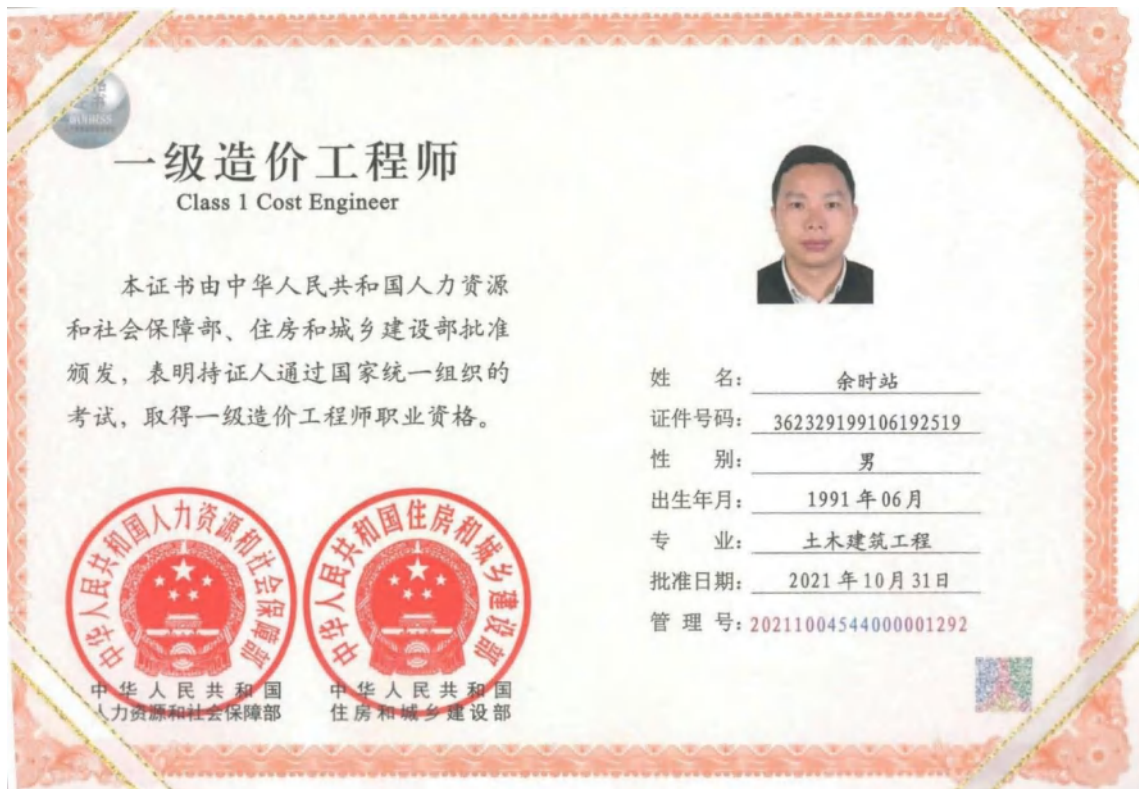 一级造价工程师
Class 1 Cost Engineer
本证书由中华人民共和国人力资源
和社会保障部、住房和城乡建设部批准
颁发，表明持证人通过国家统一组织的
考试，取得一级造价工程师职业资格。
中华人民共和国人力资源和社会保障部
中华人民共和国
人力资源和社会保障部
中华人民共和国住房和城乡建设部
中华人民共和国
住房和城乡建设部
姓 名： 余时站
证件号码： 362329199106192519
性 别： 男
出生年月： 1991年06月
专 业： 土木建筑工程
批准日期： 2021年10月31日
管 理 号： 20211004544000001292